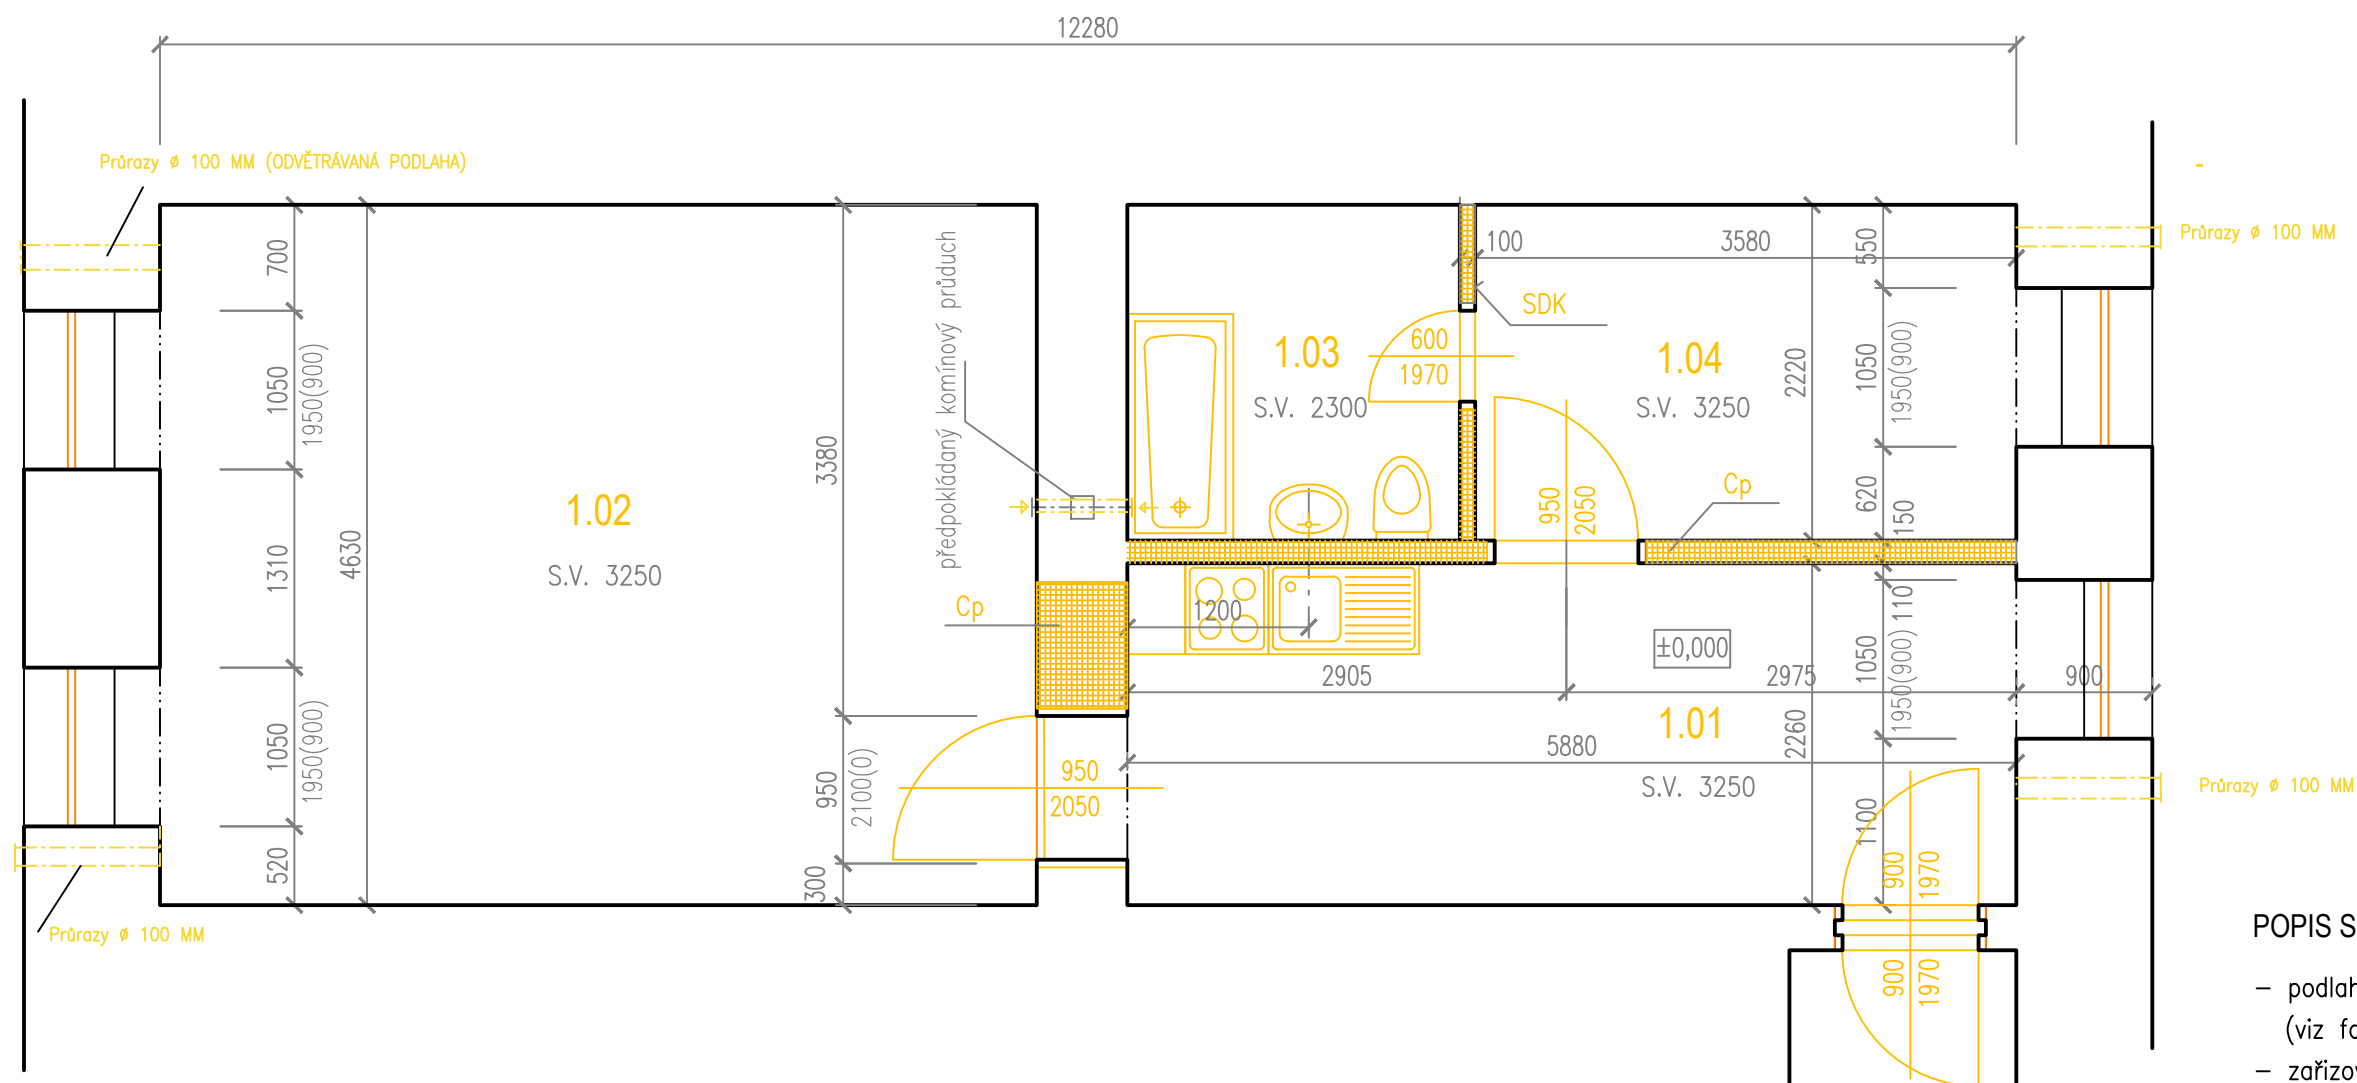 12280
Průrazy ø 100 MM (ODVĚTRÁVANÁ PODLAHA)
-
Průrazy ø 100 MM
700
1050
1950(900)
1310
1050
1950(900)
520
4630
1.02
S.V. 3250
3380
950
2100(0)
300
předpokládaný komínový průduch
Cp
950
2050
100
3580
SDK
1.03
S.V. 2300
600
1970
1.04
S.V. 3250
950
2050
Cp
2220
550
1050
1950(900)
620
150
110
1050
1950(900)
1100
1200
±0,000
2905
2975
900
1.01
5880
2260
S.V. 3250
Průrazy ø 100 MM
900
1970
900
1970
Průrazy ø 100 MM
POPIS S
- podlah
(viz fo
- zařizov